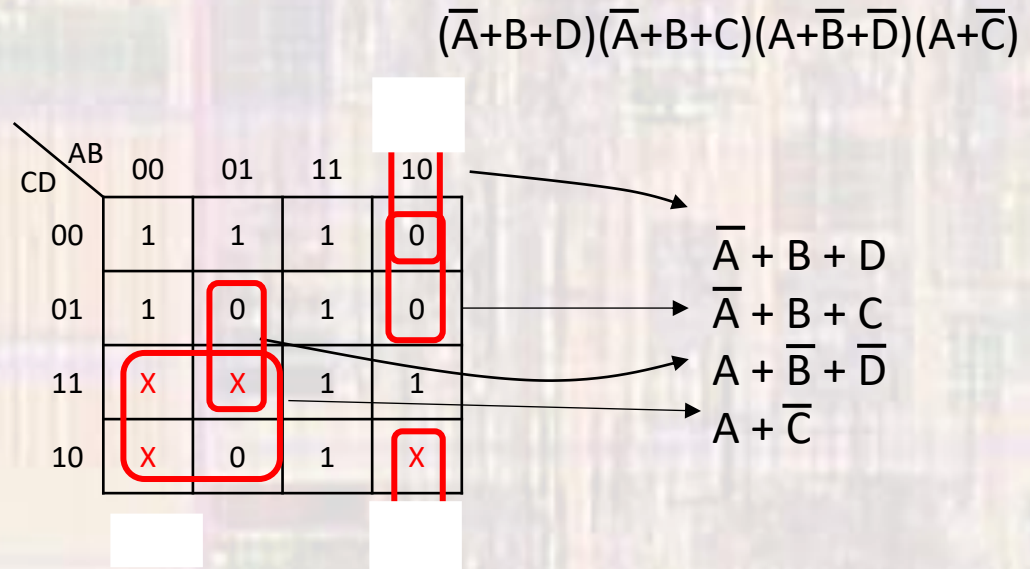 (A̅+B+D)(A̅+B+C)(A+B̅+D̅)(A+C̅)
AB
CD
00 01 11 10
00 1 1 1 0
01 1 0 1 0
11 X X 1 1
10 X 0 1 X
A̅ + B + D
A̅ + B + C
A + B̅ + D̅
A + C̅